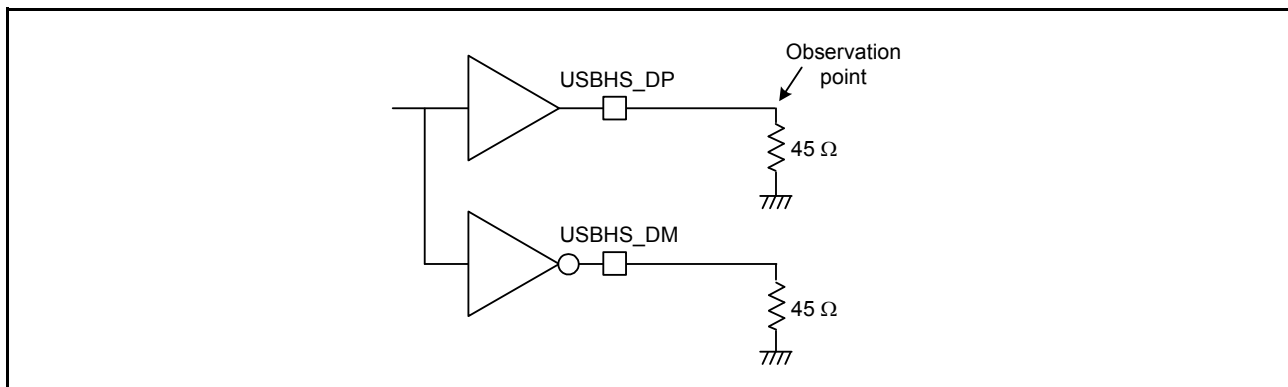 Observation
point
USBHS_DP
45 Ω
USBHS_DM
45 Ω